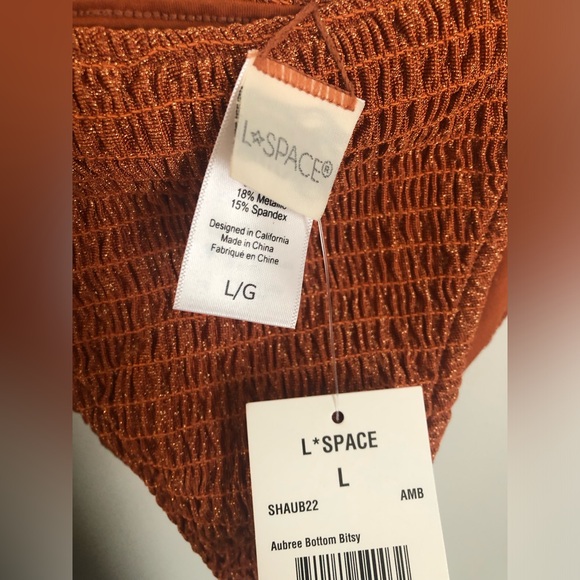 L*SPACE®
18% Metallic
15% Spandex
Designed in California
Made in China
Fabriqué en Chine
L/G
L*SPACE
L
SHAUB22 AMB
Aubree Bottom Bitsy